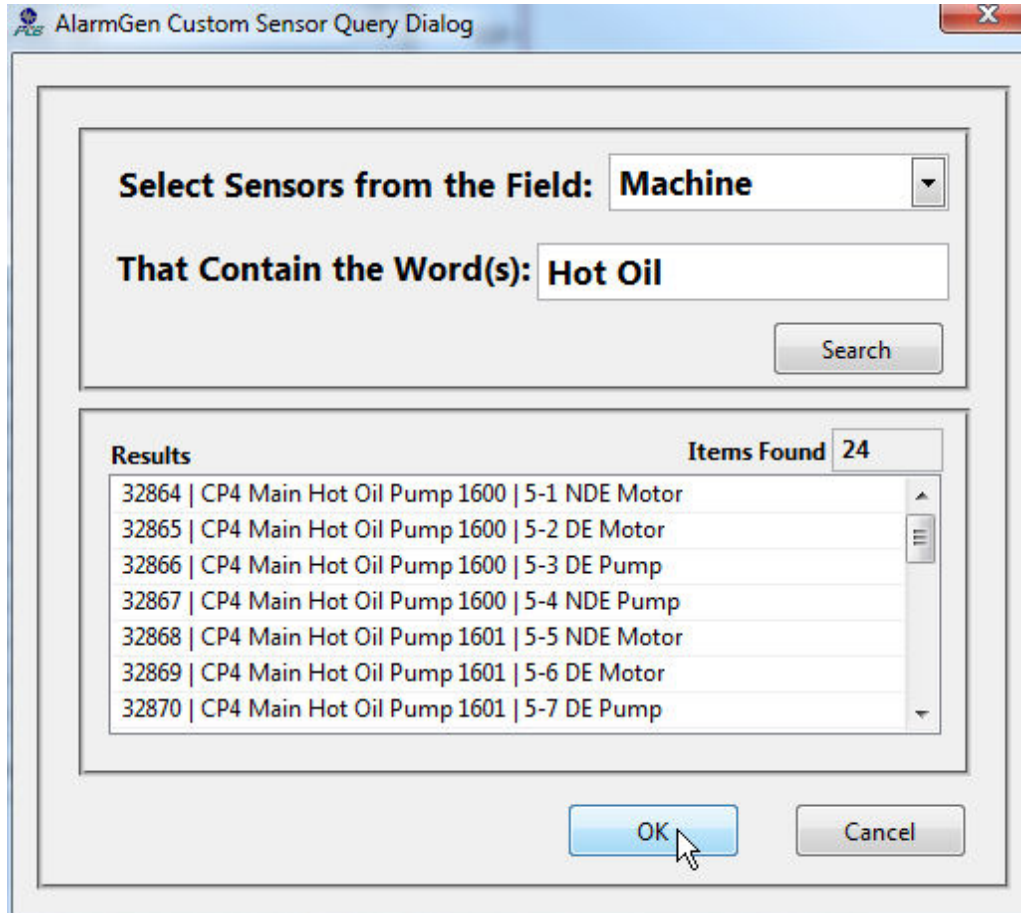 AlarmGen Custom Sensor Query Dialog
Select Sensors from the Field: Machine
That Contain the Word(s): Hot Oil
Search
Results Items Found 24
32864 | CP4 Main Hot Oil Pump 1600 | 5-1 NDE Motor
32865 | CP4 Main Hot Oil Pump 1600 | 5-2 DE Motor
32866 | CP4 Main Hot Oil Pump 1600 | 5-3 DE Pump
32867 | CP4 Main Hot Oil Pump 1600 | 5-4 NDE Pump
32868 | CP4 Main Hot Oil Pump 1601 | 5-5 NDE Motor
32869 | CP4 Main Hot Oil Pump 1601 | 5-6 DE Motor
32870 | CP4 Main Hot Oil Pump 1601 | 5-7 DE Pump
OK Cancel